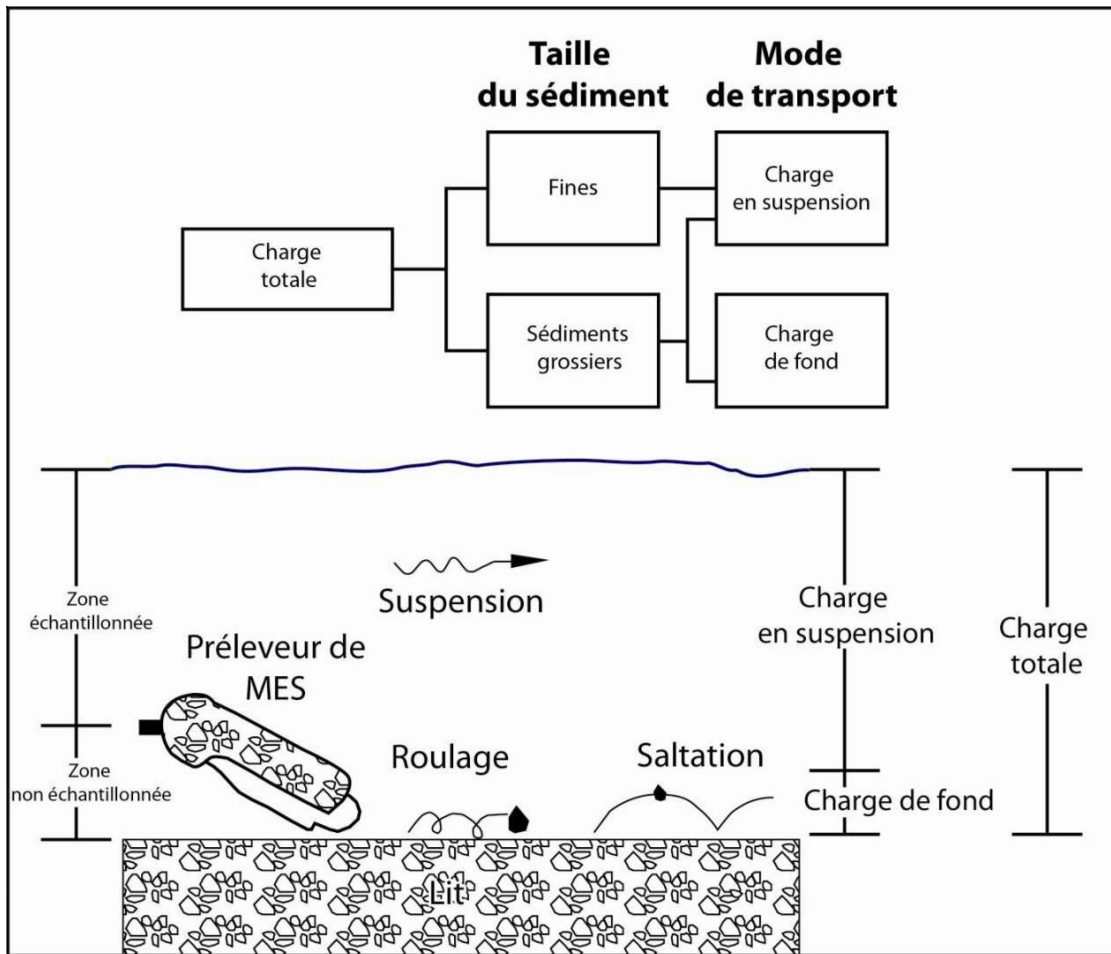 Taille
du sédiment
Mode
de transport
Fines
Charge
en suspension
Charge
totale
Sédiments
grossiers
Charge
de fond
Zone
échantillonnée
Suspension
Charge
en suspension
Charge
totale
Préleveur de
MES
Zone
non échantillonnée
Roulage
Saltation
Charge de fond
Lit